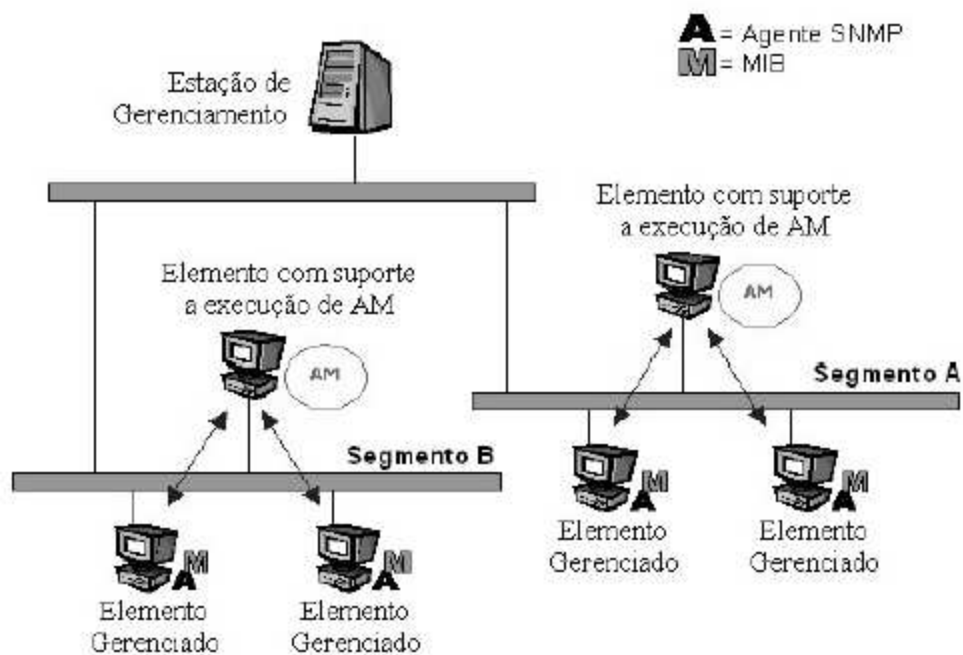 A = Agente SNMP
M = MIB
Estação de
Gerenciamento
Elemento com suporte
a execução de AM
AM
Elemento com suporte
a execução de AM
AM
Segmento A
Segmento B
M
A
Elemento
Gerenciado
M
A
Elemento
Gerenciado
M
A
Elemento
Gerenciado
M
A
Elemento
Gerenciado